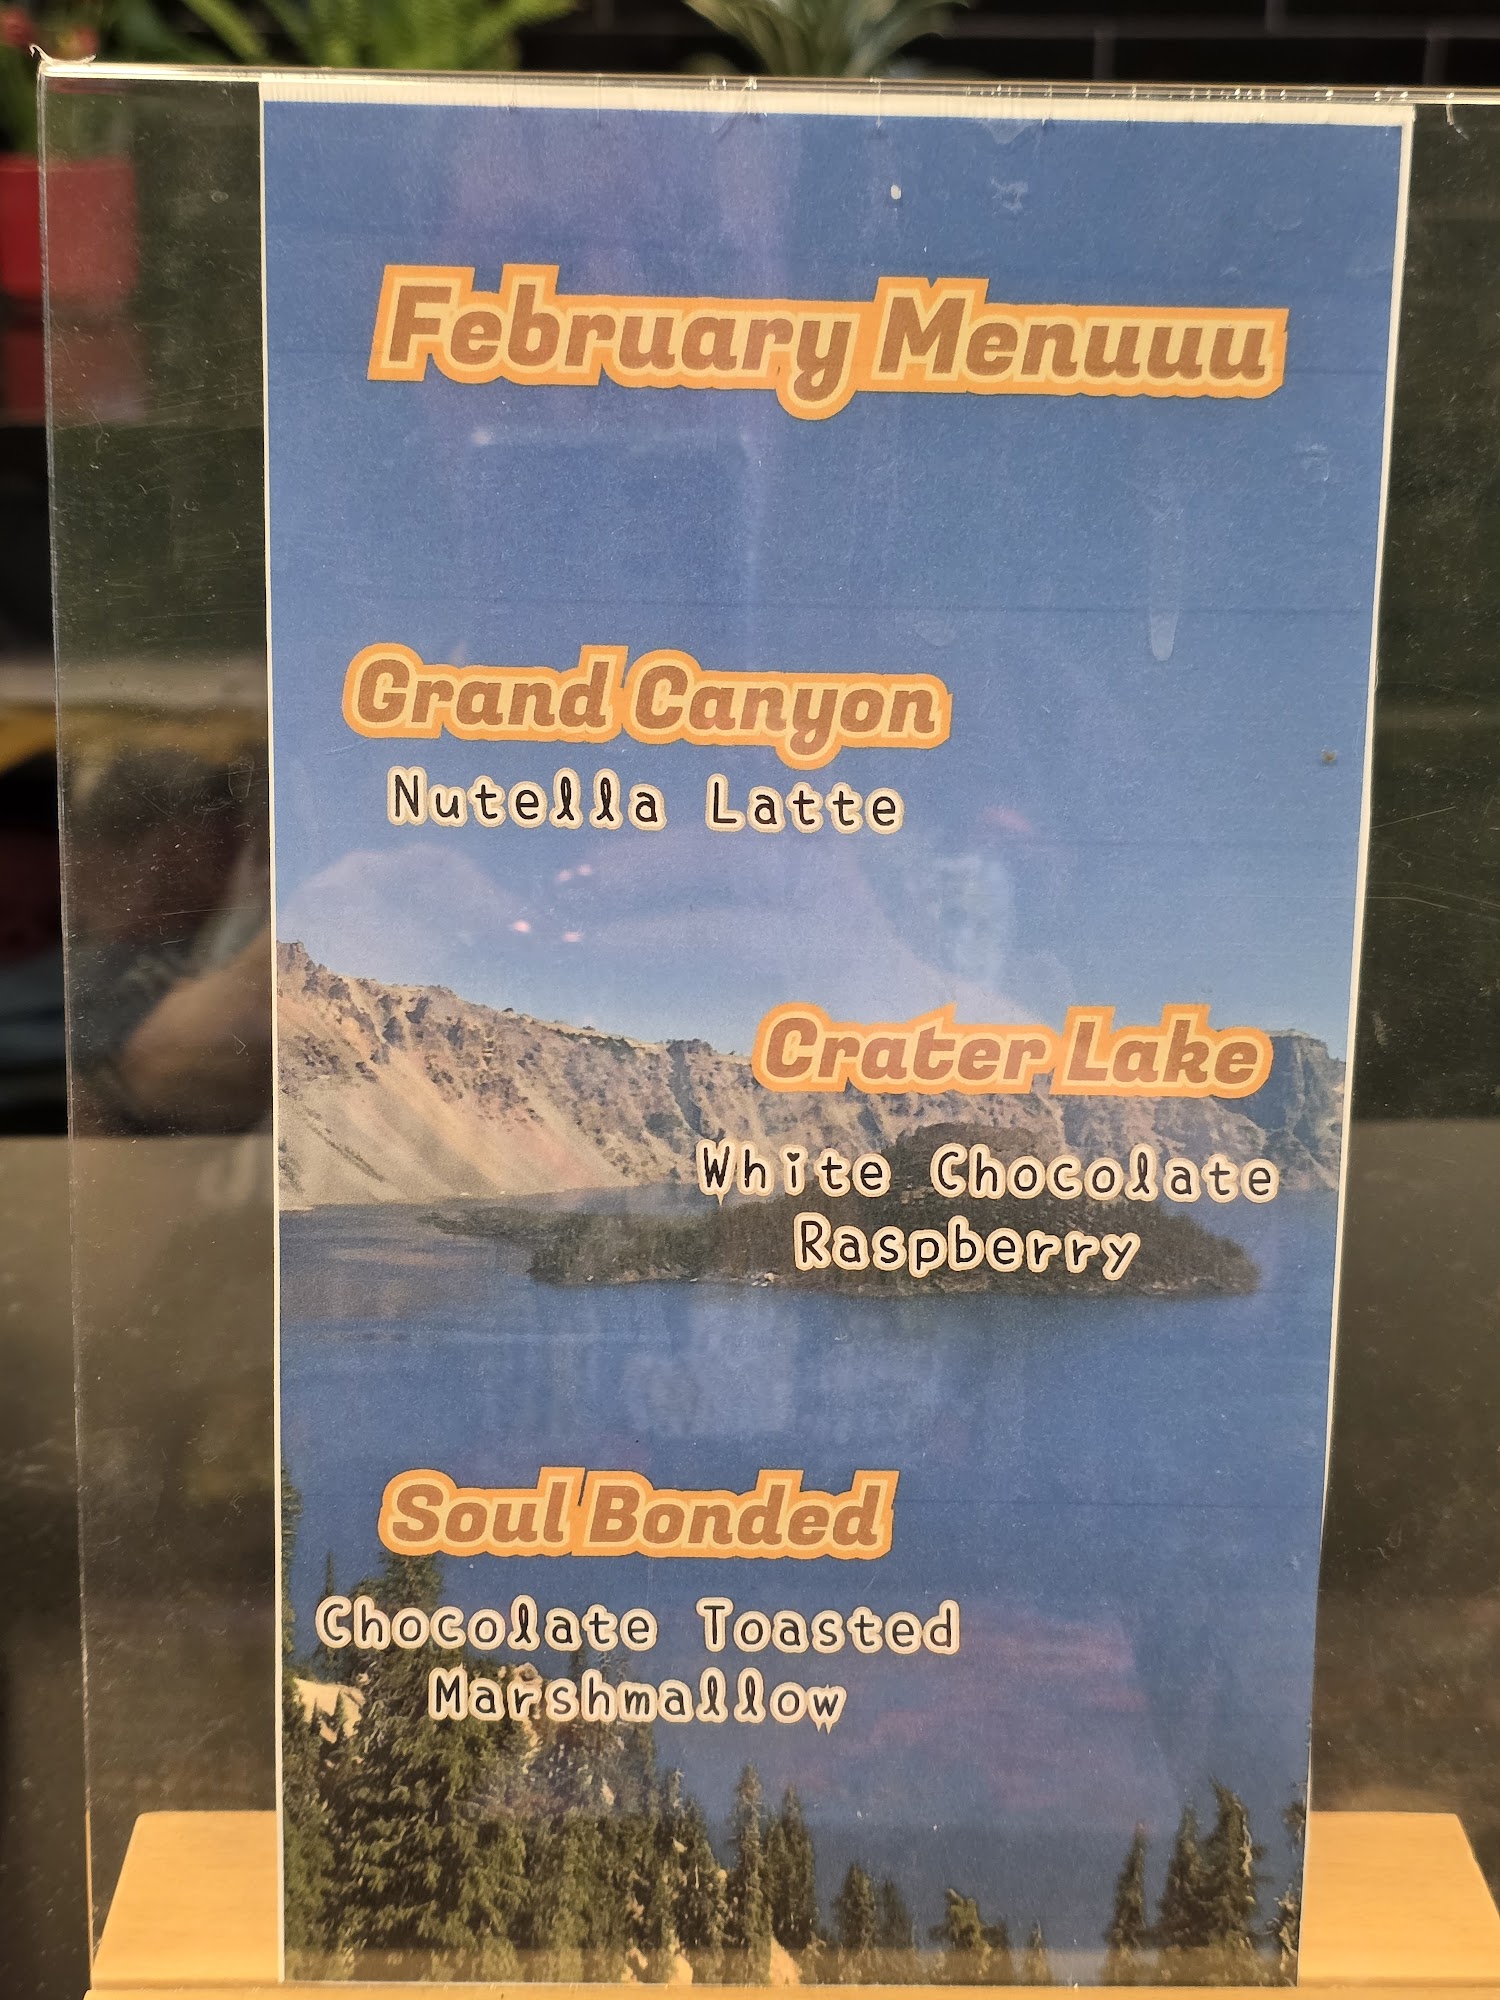 February Menuuu
Grand Canyon
Nutella Latte
Crater Lake
White Chocolate
Raspberry
Soul Bonded
Chocolate Toasted
Marshmallow